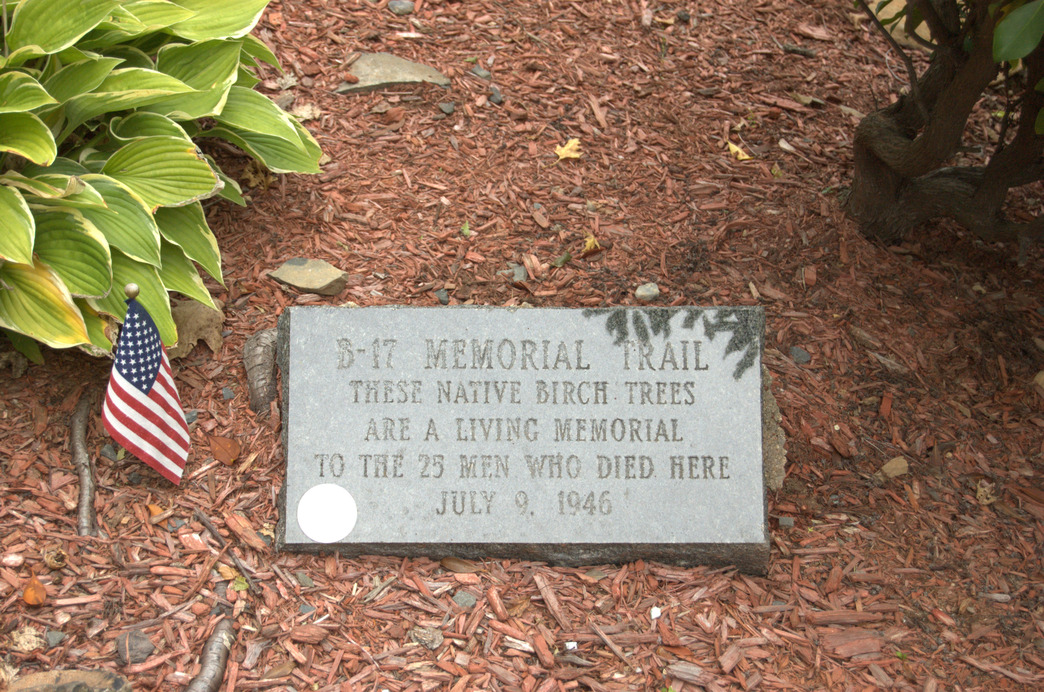 B-17 MEMORIAL TRAIL
THESE NATIVE BIRCH TREES
ARE A LIVING MEMORIAL
TO THE 25 MEN WHO DIED HERE
JULY 9, 1946